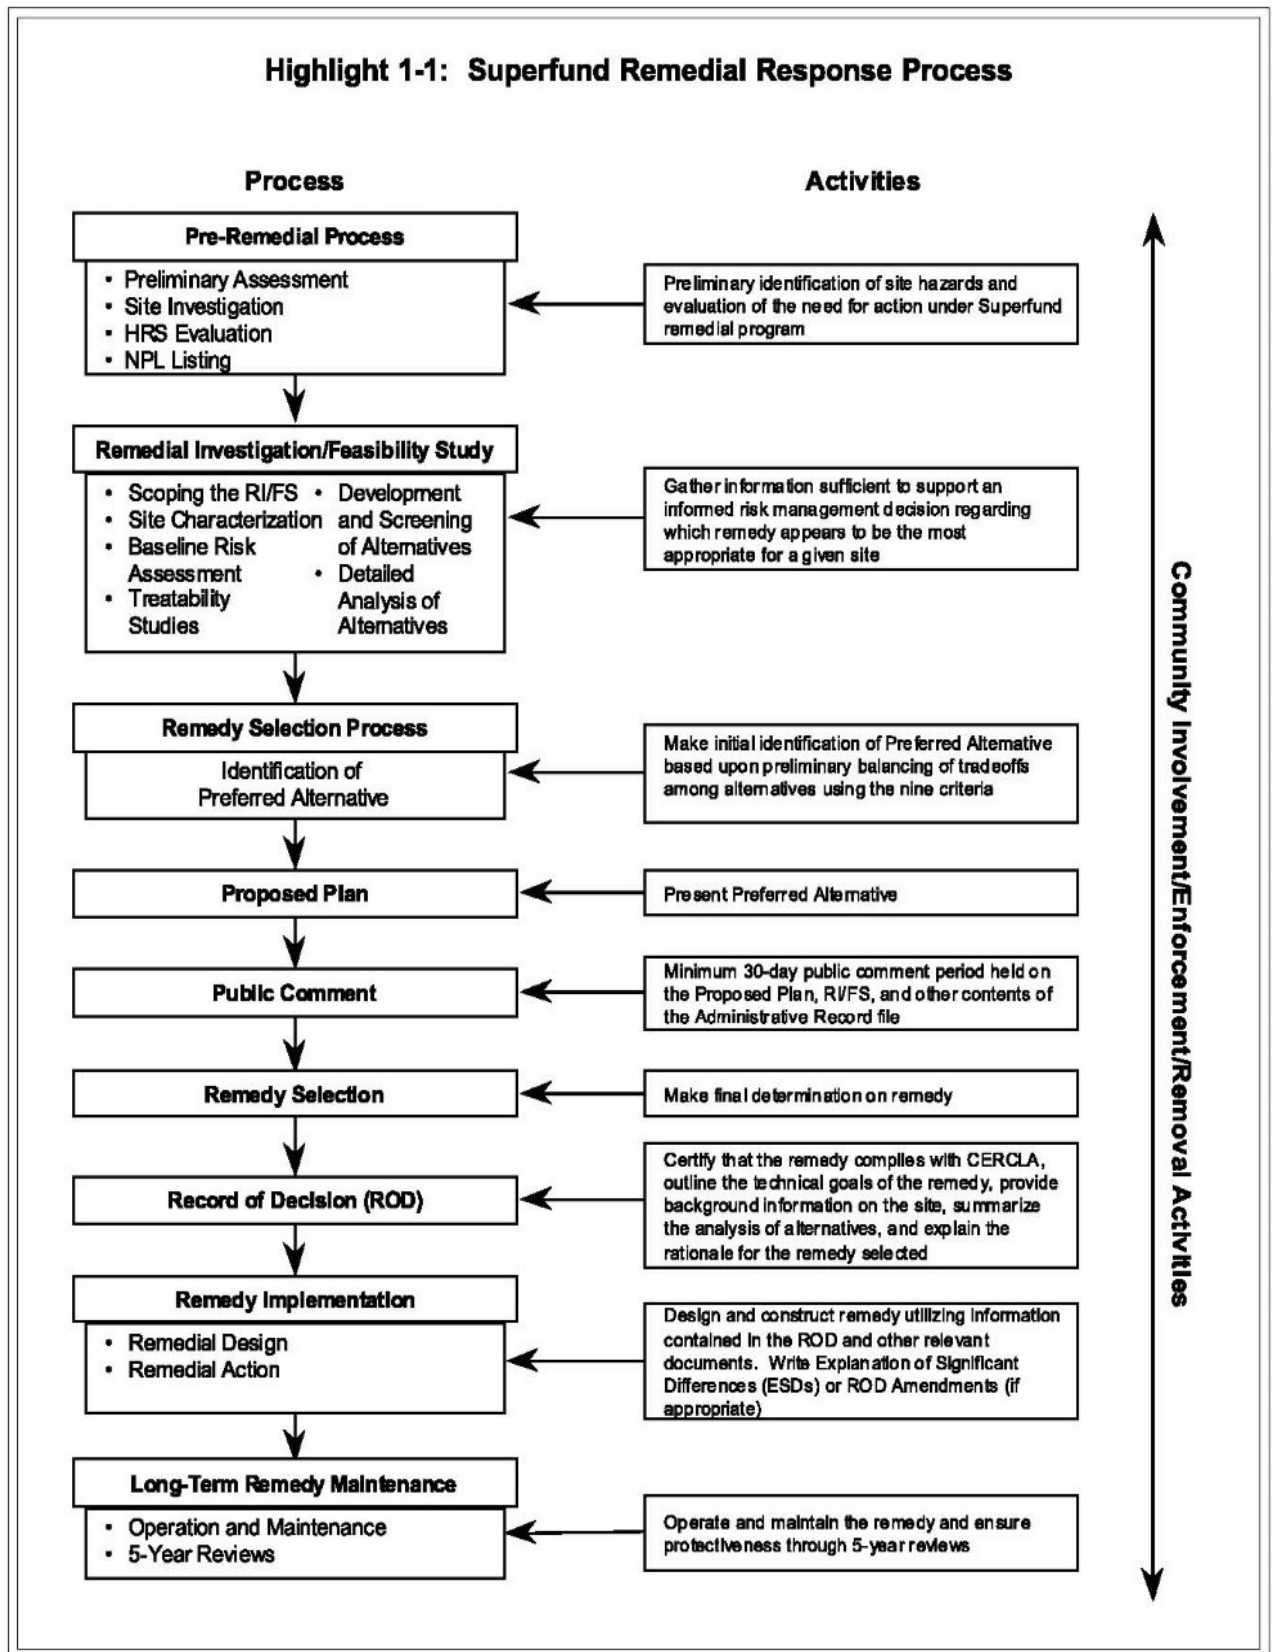 Highlight 1-1: Superfund Remedial Response Process
Process
Activities
Pre-Remedial Process
• Preliminary Assessment
• Site Investigation
• HRS Evaluation
• NPL Listing
Preliminary identification of site hazards and
evaluation of the need for action under Superfund
remedial program
Remedial Investigation/Feasibility Study
• Scoping the RI/FS
• Site Characterization
• Baseline Risk
Assessment
• Treatability
Studies
• Development
and Screening
of Alternatives
• Detailed
Analysis of
Alternatives
Gather information sufficient to support an
informed risk management decision regarding
which remedy appears to be the most
appropriate for a given site
Remedy Selection Process
Identification of
Preferred Alternative
Make initial identification of Preferred Alternative
based upon preliminary balancing of tradeoffs
among alternatives using the nine criteria
Proposed Plan
Present Preferred Alternative
Public Comment
Minimum 30-day public comment period held on
the Proposed Plan, RI/FS, and other contents of
the Administrative Record file
Remedy Selection
Make final determination on remedy
Record of Decision (ROD)
Certify that the remedy complies with CERCLA,
outline the technical goals of the remedy, provide
background information on the site, summarize
the analysis of alternatives, and explain the
rationale for the remedy selected
Remedy Implementation
• Remedial Design
• Remedial Action
Design and construct remedy utilizing information
contained in the ROD and other relevant
documents. Write Explanation of Significant
Differences (ESDs) or ROD Amendments (if
appropriate)
Long-Term Remedy Maintenance
• Operation and Maintenance
• 5-Year Reviews
Operate and maintain the remedy and ensure
protectiveness through 5-year reviews
Community Involvement/Enforcement/Removal Activities